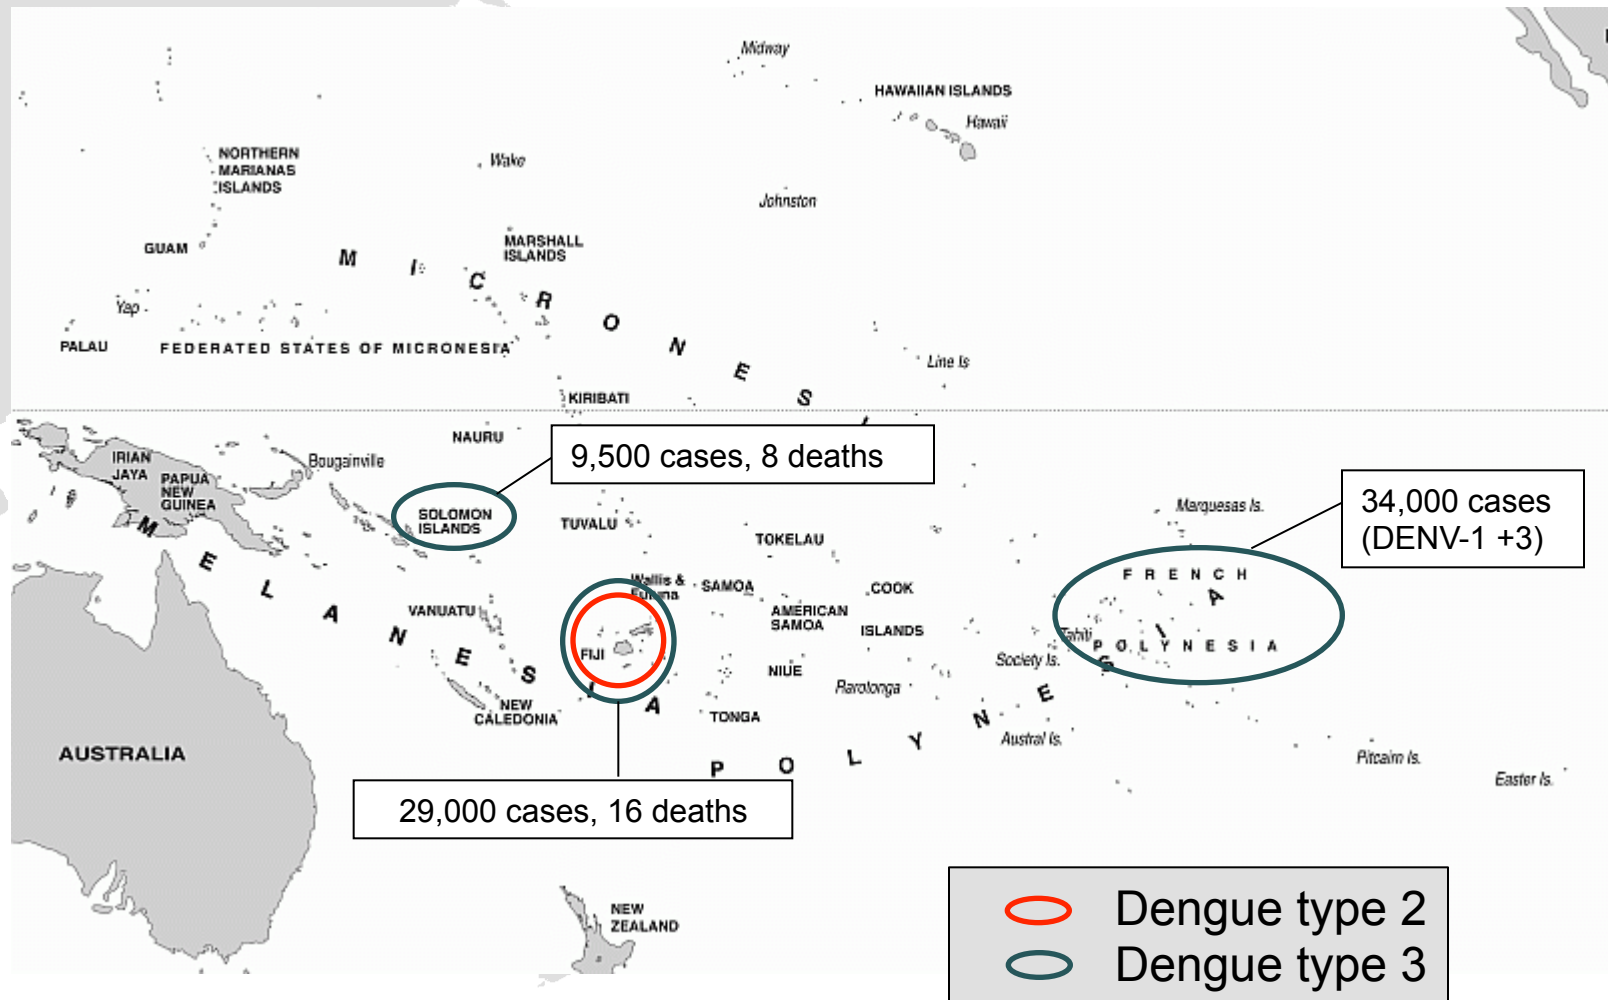 Midway
HAWAIIAN ISLANDS
Hawaii
NORTHERN
MARIANAS
ISLANDS
Wake
Johnston
GUAM
MARSHALL
ISLANDS
M I C R O N E S I
Yap
PALAU
FEDERATED STATES OF MICRONESIA
Line Is
KIRIBATI
NAURU
9,500 cases, 8 deaths
IRIAN
JAYA
PAPUA
NEW
GUINEA
Bougainville
SOLOMON
ISLANDS
TUVALU
TOKELAU
Marquesas Is.
34,000 cases
(DENV-1 +3)
M E L A N E S I A
Wallis &
Futuna
SAMOA
COOK
ISLANDS
AMERICAN
SAMOA
FRENCH
POLYNESIA
VANUATU
FIJI
Tahiti
Society Is.
NIUE
Rarotonga
NEW
CALEDONIA
TONGA
P O L Y N E S I A
Austral Is.
AUSTRALIA
Pitcairn Is.
Easter Is.
29,000 cases, 16 deaths
NEW
ZEALAND
Dengue type 2
Dengue type 3